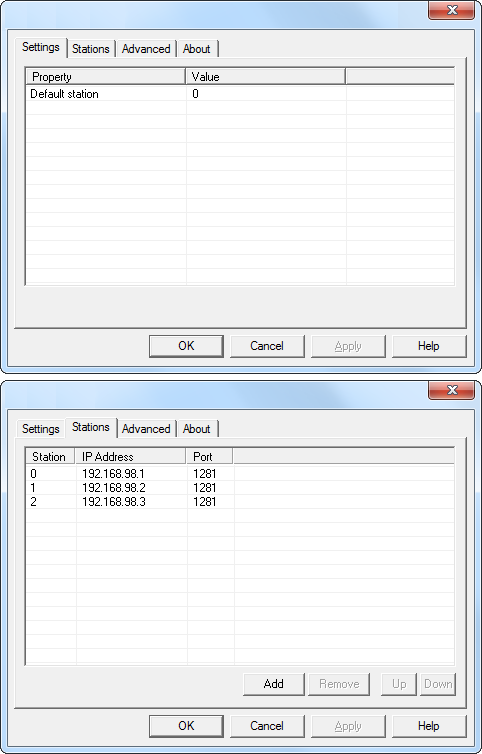 Settings Stations Advanced About
Property Value
Default station 0
OK Cancel Apply Help
Settings Stations Advanced About
Station IP Address Port
0 192.168.98.1 1281
1 192.168.98.2 1281
2 192.168.98.3 1281
Add Remove Up Down
OK Cancel Apply Help